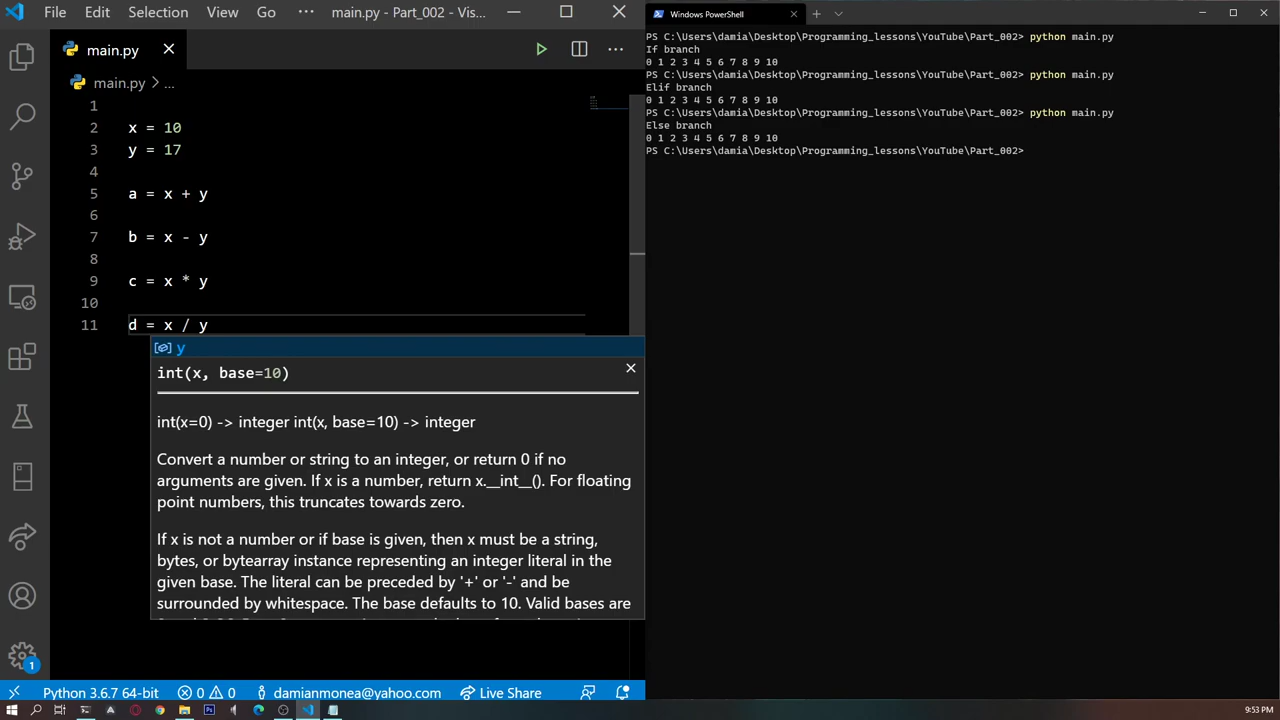 File Edit Selection View Go ··· main.py - Part_002 - Vis...
main.py
main.py > ...
1
2 x = 10
3 y = 17
4
5 a = x + y
6
7 b = x - y
8
9 c = x * y
10
11 d = x / y
y
int(x, base=10)
int(x=0) -> integer int(x, base=10) -> integer
Convert a number or string to an integer, or return 0 if no
arguments are given. If x is a number, return x.__int__(). For floating
point numbers, this truncates towards zero.
If x is not a number or if base is given, then x must be a string,
bytes, or bytearray instance representing an integer literal in the
given base. The literal can be preceded by '+' or '-' and be
surrounded by whitespace. The base defaults to 10. Valid bases are
1
Python 3.6.7 64-bit 0 0 damianmonea@yahoo.com Live Share
Windows PowerShell
PS C:\Users\damia\Desktop\Programming_lessons\YouTube\Part_002> python main.py
If branch
0 1 2 3 4 5 6 7 8 9 10
PS C:\Users\damia\Desktop\Programming_lessons\YouTube\Part_002> python main.py
Elif branch
0 1 2 3 4 5 6 7 8 9 10
PS C:\Users\damia\Desktop\Programming_lessons\YouTube\Part_002> python main.py
Else branch
0 1 2 3 4 5 6 7 8 9 10
PS C:\Users\damia\Desktop\Programming_lessons\YouTube\Part_002>
9:53 PM